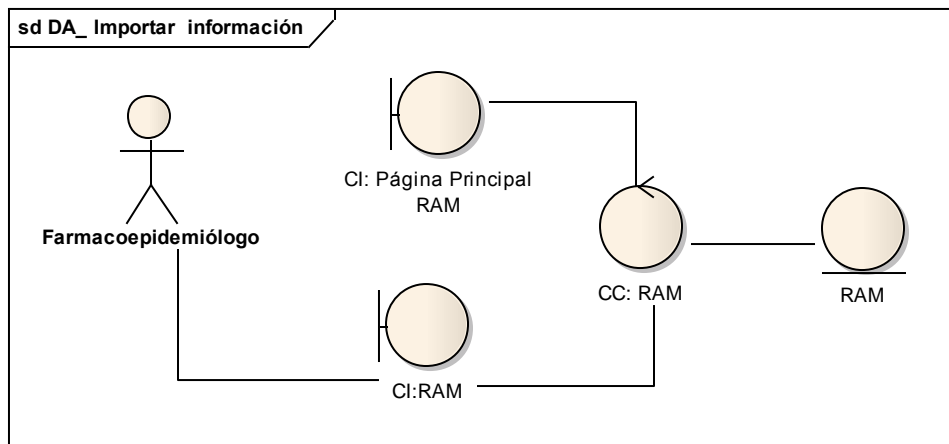 sd DA_ Importar información
CI: Página Principal
RAM
Farmacoepidemiólogo
CC: RAM
RAM
CI:RAM